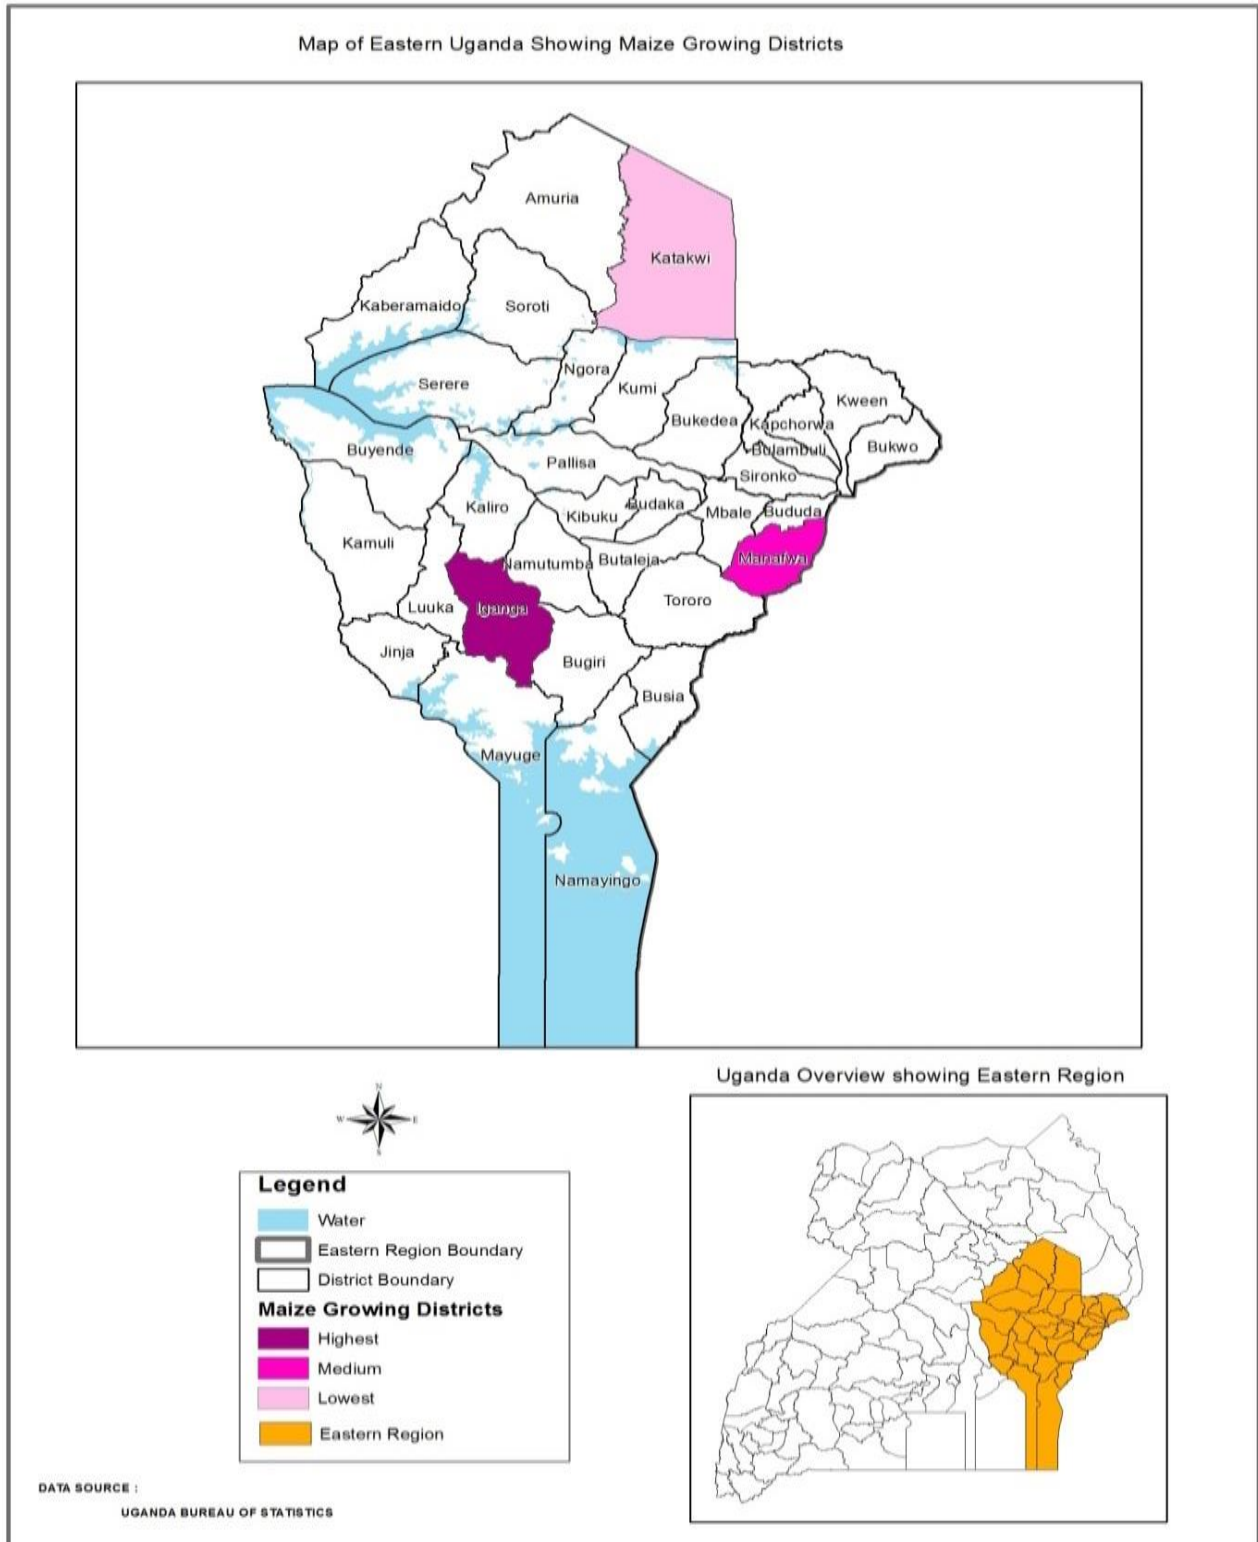 Map of Eastern Uganda Showing Maize Growing Districts
Amuria
Katakwi
Kaberamaido
Soroti
Ngora
Serere
Kumi
Kween
Bukedea
Kapchorwa
Buyende
Bulambuli
Bukwo
Pallisa
Sironko
Kaliro
Budaka
Kibuku
Mbale
Bududa
Kamuli
Namutumba
Butaleja
Manafwa
Luuka
Iganga
Tororo
Jinja
Bugiri
Busia
Mayuge
Namayingo
Uganda Overview showing Eastern Region
N
W
E
S
Legend
Water
Eastern Region Boundary
District Boundary
Maize Growing Districts
Highest
Medium
Lowest
Eastern Region
DATA SOURCE :
UGANDA BUREAU OF STATISTICS